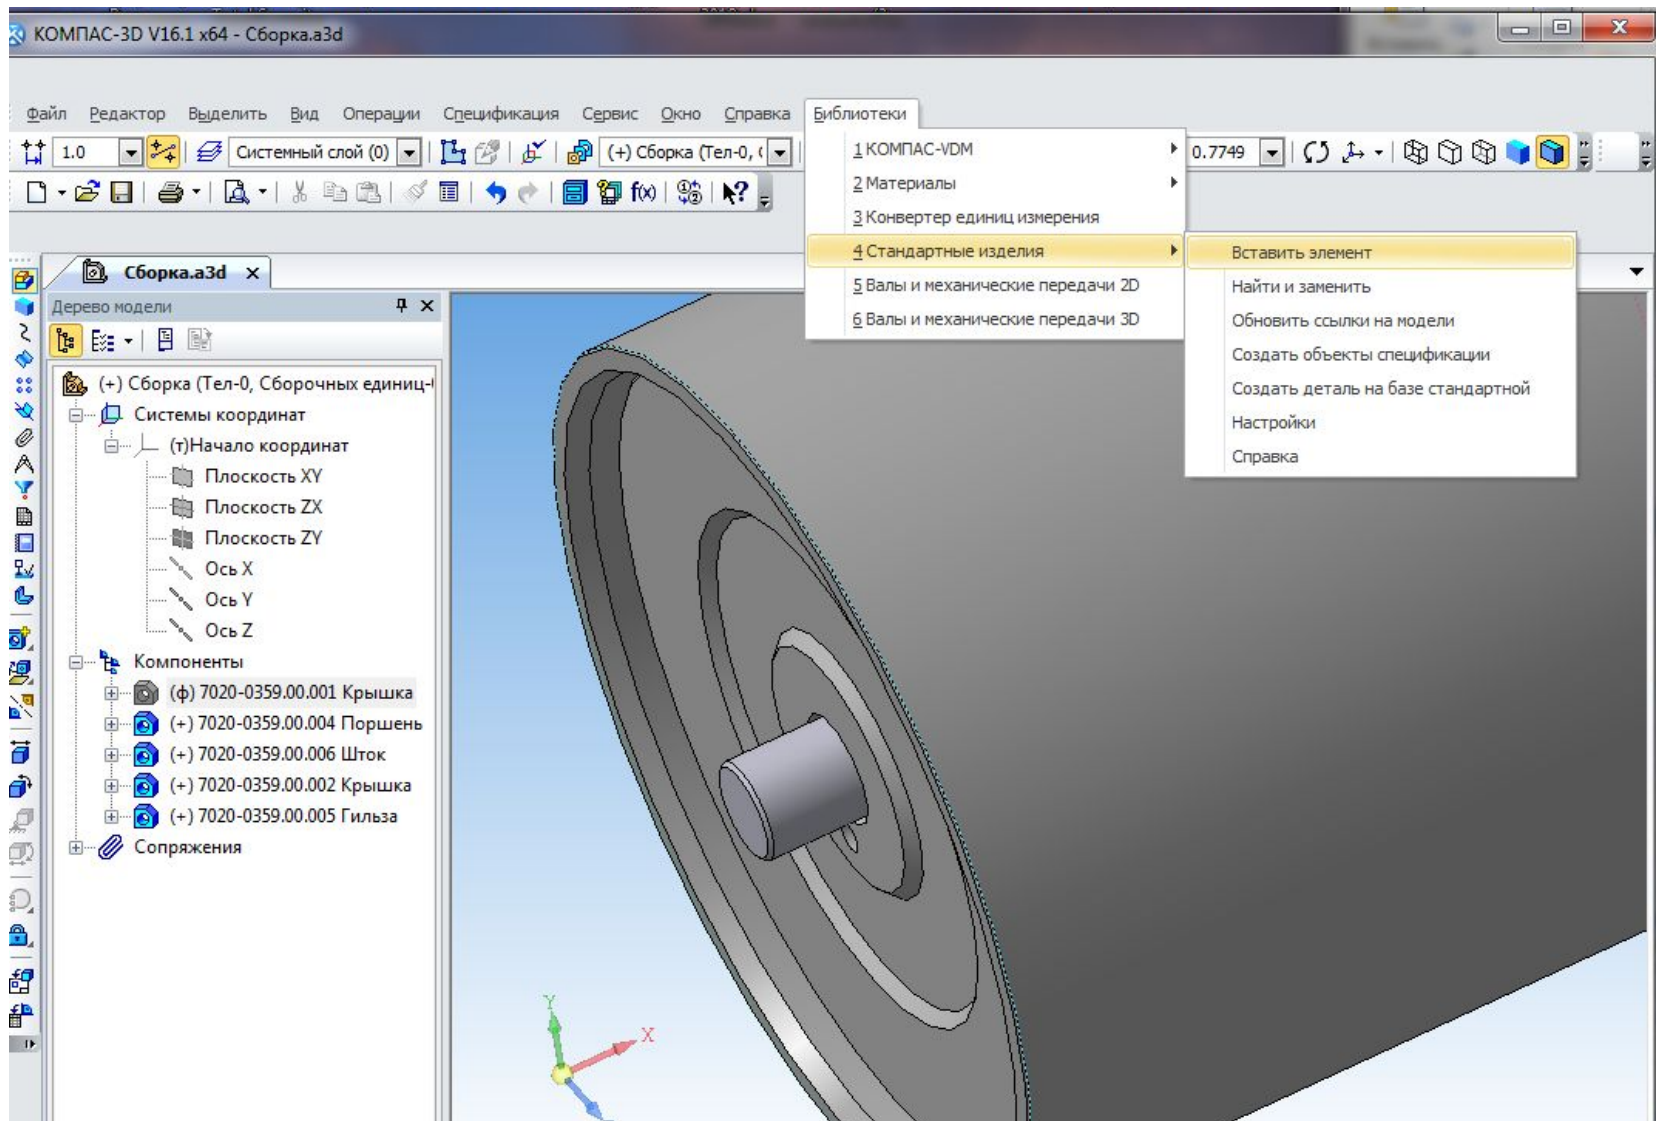 КОМПАС-3D V16.1 x64 - Сборка.a3d
Файл Редактор Выделить Вид Операции Спецификация Сервис Окно Справка Библиотеки
1.0 Системный слой (0) (+) Сборка (Тел-0, 0.7749
1 КОМПАС-VDM
2 Материалы
3 Конвертер единиц измерения
4 Стандартные изделия
5 Валы и механические передачи 2D
6 Валы и механические передачи 3D
Вставить элемент
Найти и заменить
Обновить ссылки на модели
Создать объекты спецификации
Создать деталь на базе стандартной
Настройки
Справка
f(x)
Сборка.a3d
Дерево модели
(+) Сборка (Тел-0, Сборочных единиц-
Системы координат
(т)Начало координат
Плоскость XY
Плоскость ZX
Плоскость ZY
Ось X
Ось Y
Ось Z
Компоненты
(ф) 7020-0359.00.001 Крышка
(+) 7020-0359.00.004 Поршень
(+) 7020-0359.00.006 Шток
(+) 7020-0359.00.002 Крышка
(+) 7020-0359.00.005 Гильза
Сопряжения
Y
X